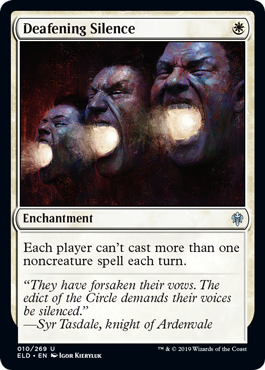 Deafening Silence
Enchantment
Each player can't cast more than one
noncreature spell each turn.
“They have forsaken their vows. The
edict of the Circle demands their voices
be silenced.”
—Syr Tasdale, knight of Ardenvale
010/269 U
ELD • EN Igor Kieryluk
™ & © 2019 Wizards of the Coast